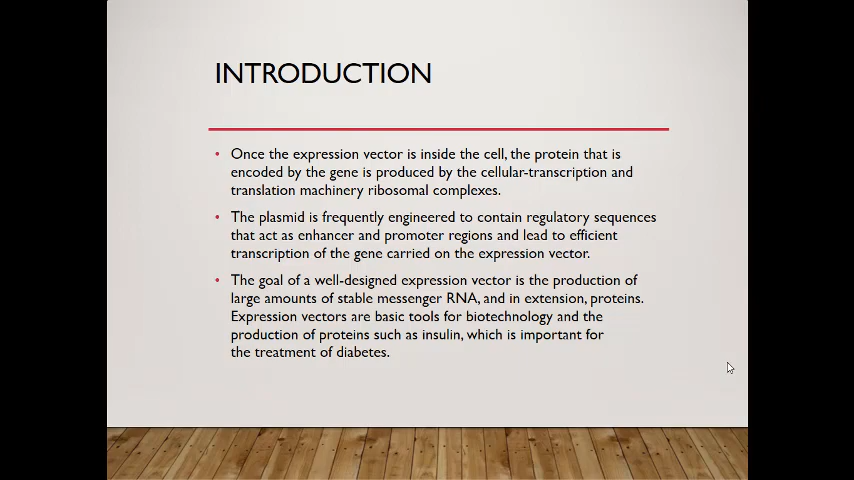 INTRODUCTION
• Once the expression vector is inside the cell, the protein that is
encoded by the gene is produced by the cellular-transcription and
translation machinery ribosomal complexes.
• The plasmid is frequently engineered to contain regulatory sequences
that act as enhancer and promoter regions and lead to efficient
transcription of the gene carried on the expression vector.
• The goal of a well-designed expression vector is the production of
large amounts of stable messenger RNA, and in extension, proteins.
Expression vectors are basic tools for biotechnology and the
production of proteins such as insulin, which is important for
the treatment of diabetes.